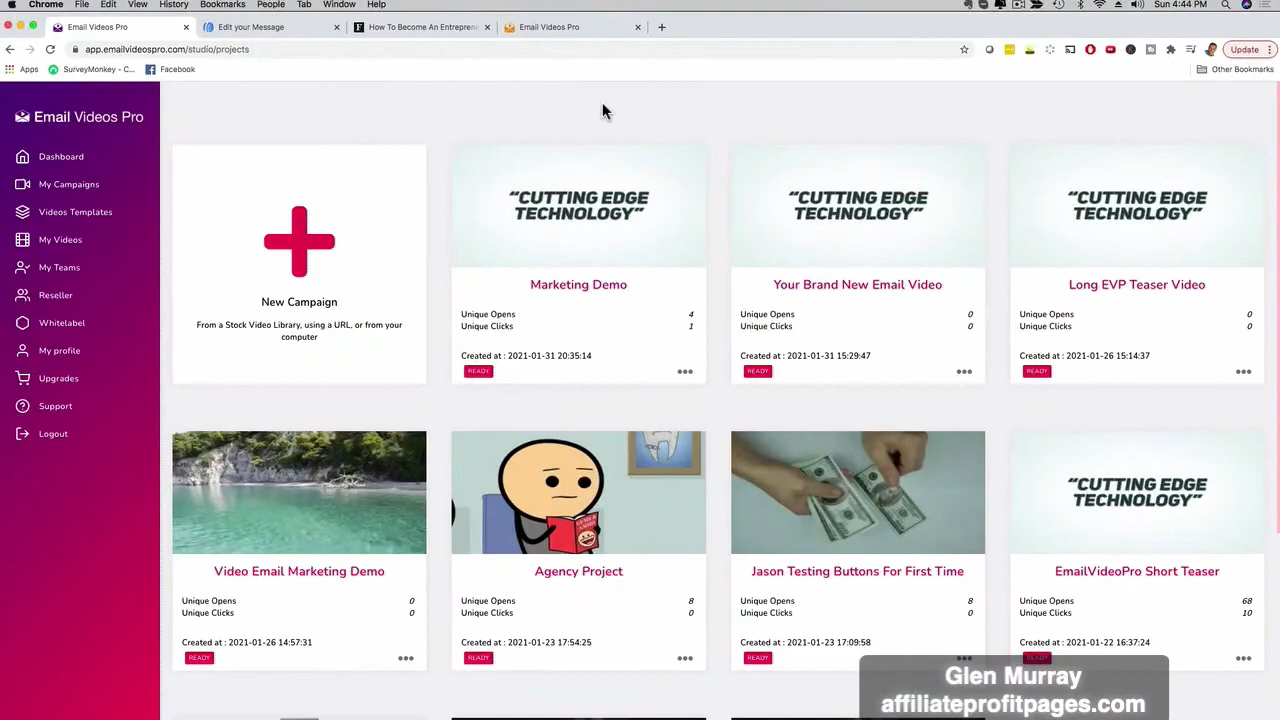 Chrome File Edit View History Bookmarks People Tab Window Help
Sun 4:44 PM
Email Videos Pro
Edit your Message
How To Become An Entrepren
Email Videos Pro
app.emailvideospro.com/studio/projects
Update
Apps
SurveyMonkey - C...
Facebook
Other Bookmarks
Email Videos Pro
Dashboard
My Campaigns
Videos Templates
My Videos
My Teams
Reseller
Whitelabel
My profile
Upgrades
Support
Logout
New Campaign
From a Stock Video Library, using a URL, or from your
computer
“CUTTING EDGE
TECHNOLOGY”
Marketing Demo
Unique Opens 4
Unique Clicks 1
Created at : 2021-01-31 20:35:14
READY
“CUTTING EDGE
TECHNOLOGY”
Your Brand New Email Video
Unique Opens 0
Unique Clicks 0
Created at : 2021-01-31 15:29:47
READY
“CUTTING EDGE
TECHNOLOGY”
Long EVP Teaser Video
Unique Opens 0
Unique Clicks 0
Created at : 2021-01-26 15:14:37
READY
Video Email Marketing Demo
Unique Opens 0
Unique Clicks 0
Created at : 2021-01-26 14:57:31
READY
Agency Project
Unique Opens 8
Unique Clicks 0
Created at : 2021-01-23 17:54:25
READY
Jason Testing Buttons For First Time
Unique Opens 8
Unique Clicks 0
Created at : 2021-01-23 17:09:58
READY
“CUTTING EDGE
TECHNOLOGY”
EmailVideoPro Short Teaser
Unique Opens 68
Unique Clicks 10
Created at : 2021-01-22 16:37:24
Glen Murray
affiliateprofitpages.com